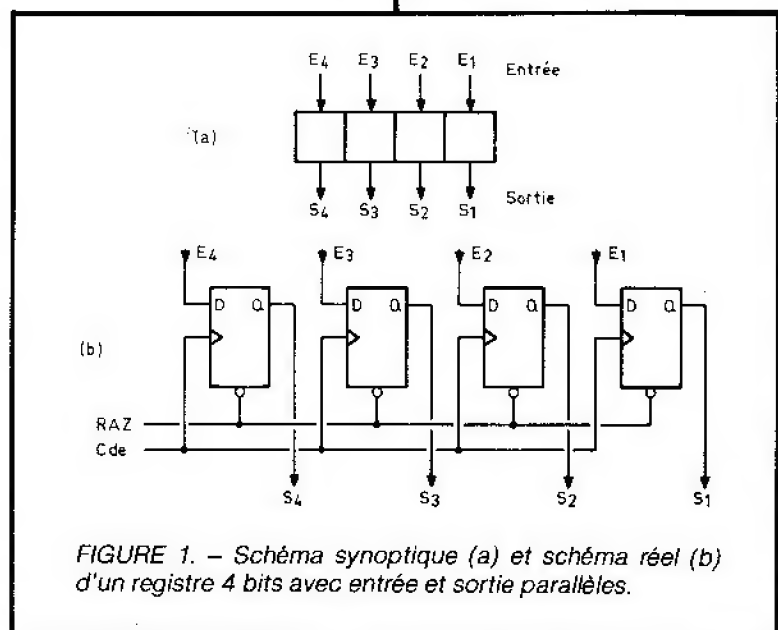 E4 E3 E2 E1 Entrée
(a)
S4 S3 S2 S1 Sortie
E4 E3 E2 E1
D Q D Q D Q D Q
(b)
RAZ
Cde
S4 S3 S2 S1
FIGURE 1. – Schéma synoptique (a) et schéma réel (b)
d'un registre 4 bits avec entrée et sortie parallèles.